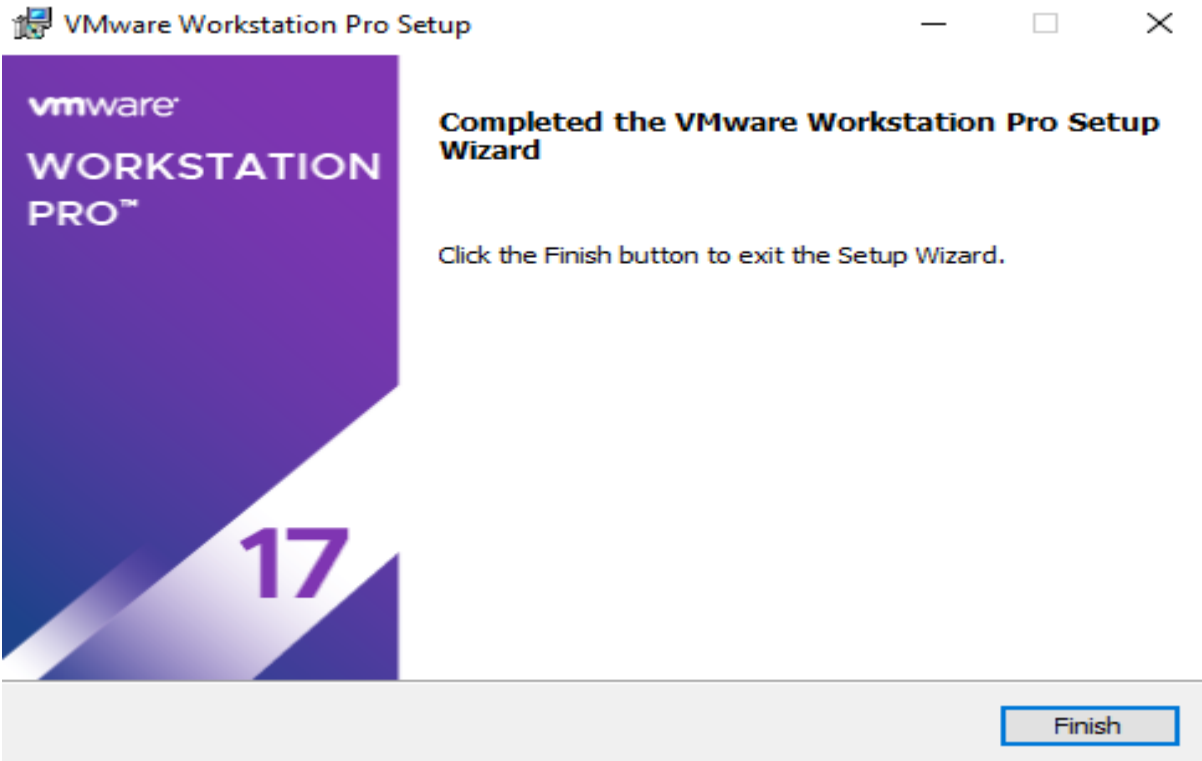 VMware Workstation Pro Setup
vmware®
WORKSTATION
PRO™
Completed the VMware Workstation Pro Setup
Wizard
Click the Finish button to exit the Setup Wizard.
17
Finish